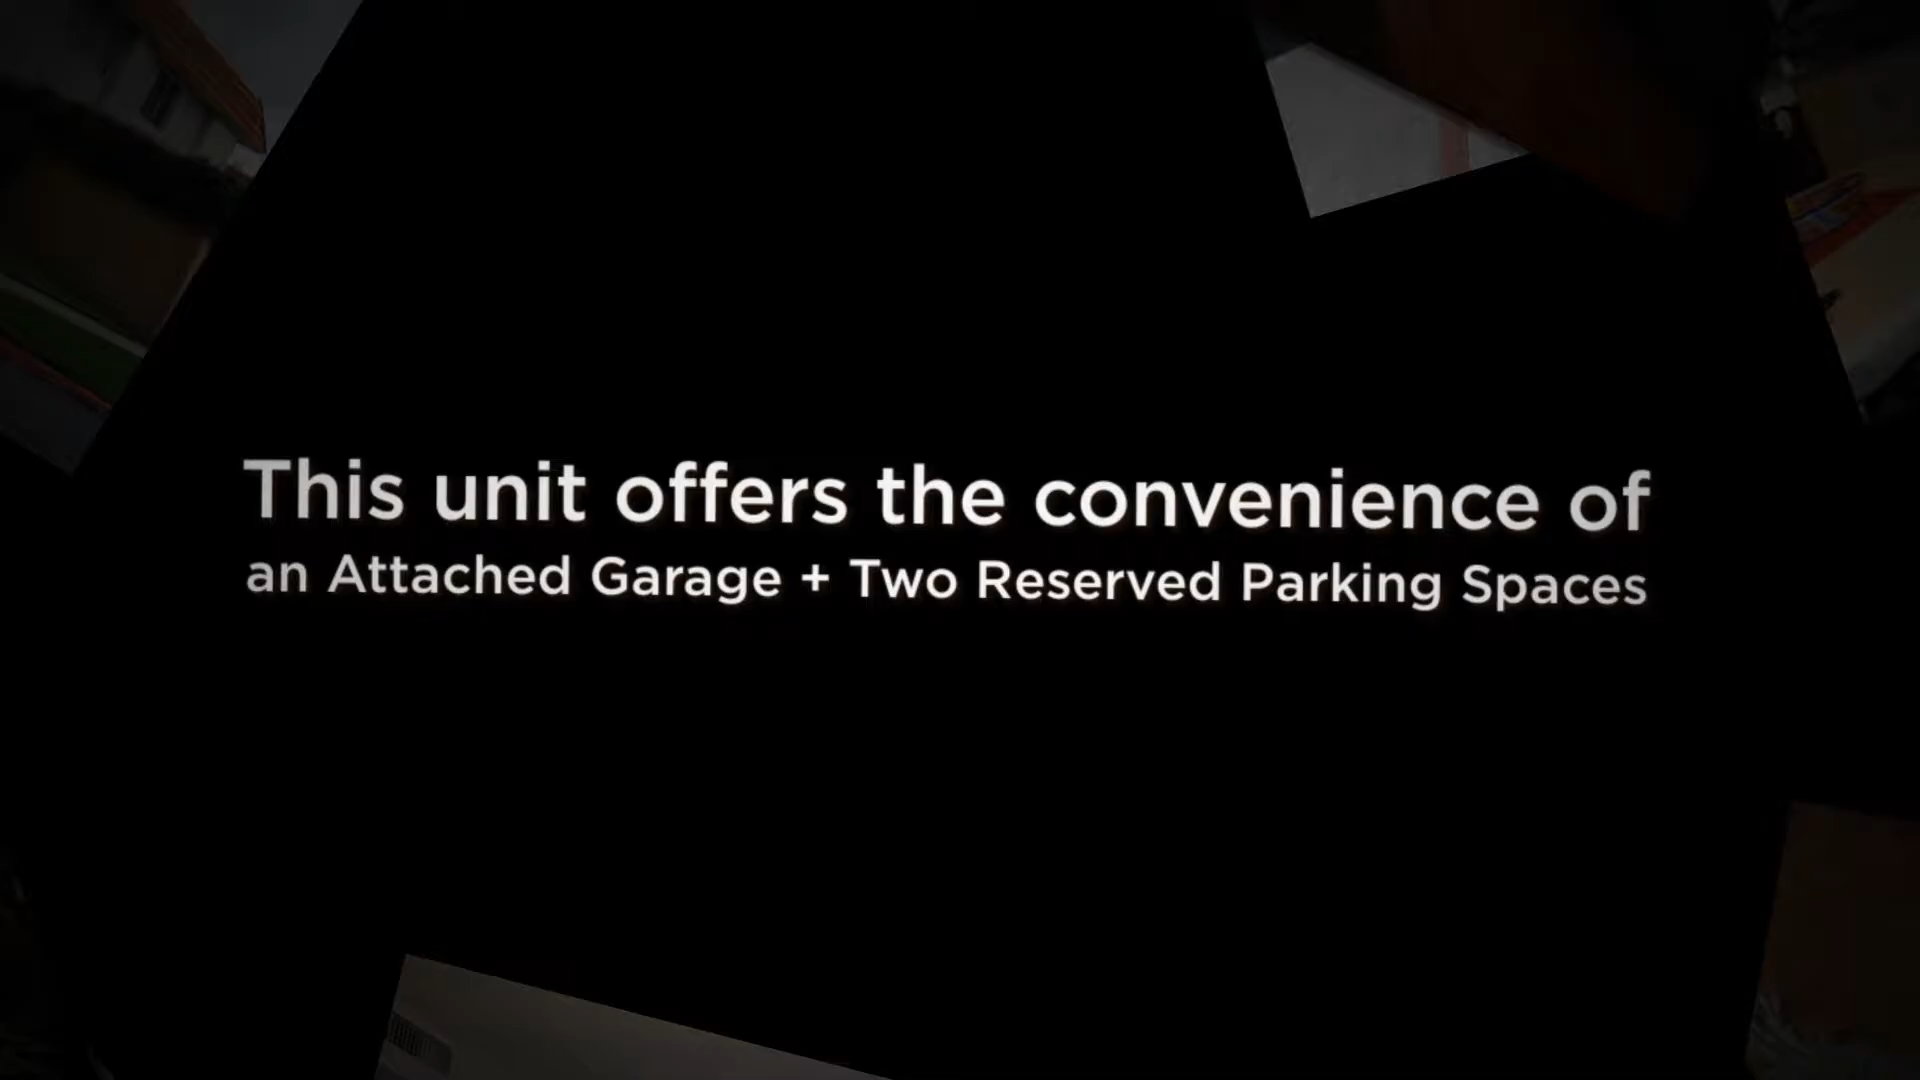 This unit offers the convenience of
an Attached Garage + Two Reserved Parking Spaces